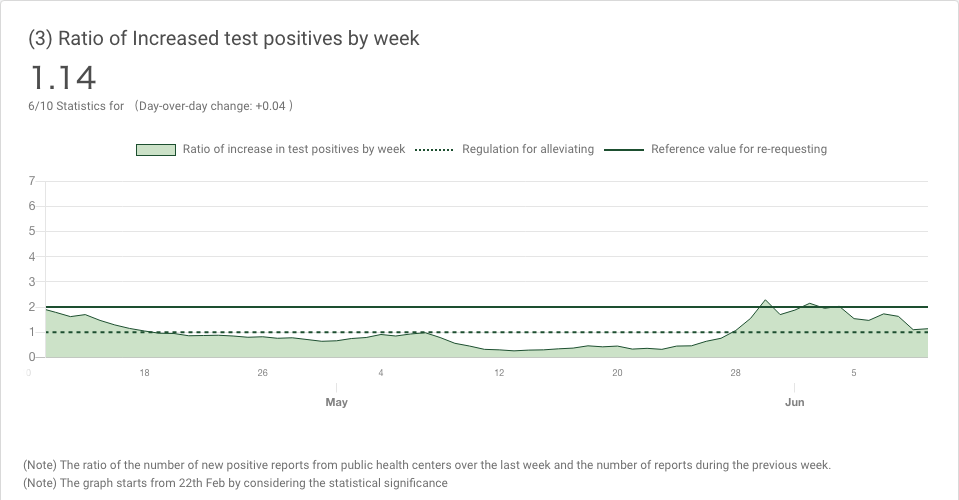 (3) Ratio of Increased test positives by week
1.14
6/10 Statistics for （Day-over-day change: +0.04 ）
Ratio of increase in test positives by week Regulation for alleviating Reference value for re-requesting
7
6
5
4
3
2
1
0
0 18 26 4 12 20 28 5
May Jun
(Note) The ratio of the number of new positive reports from public health centers over the last week and the number of reports during the previous week.
(Note) The graph starts from 22th Feb by considering the statistical significance